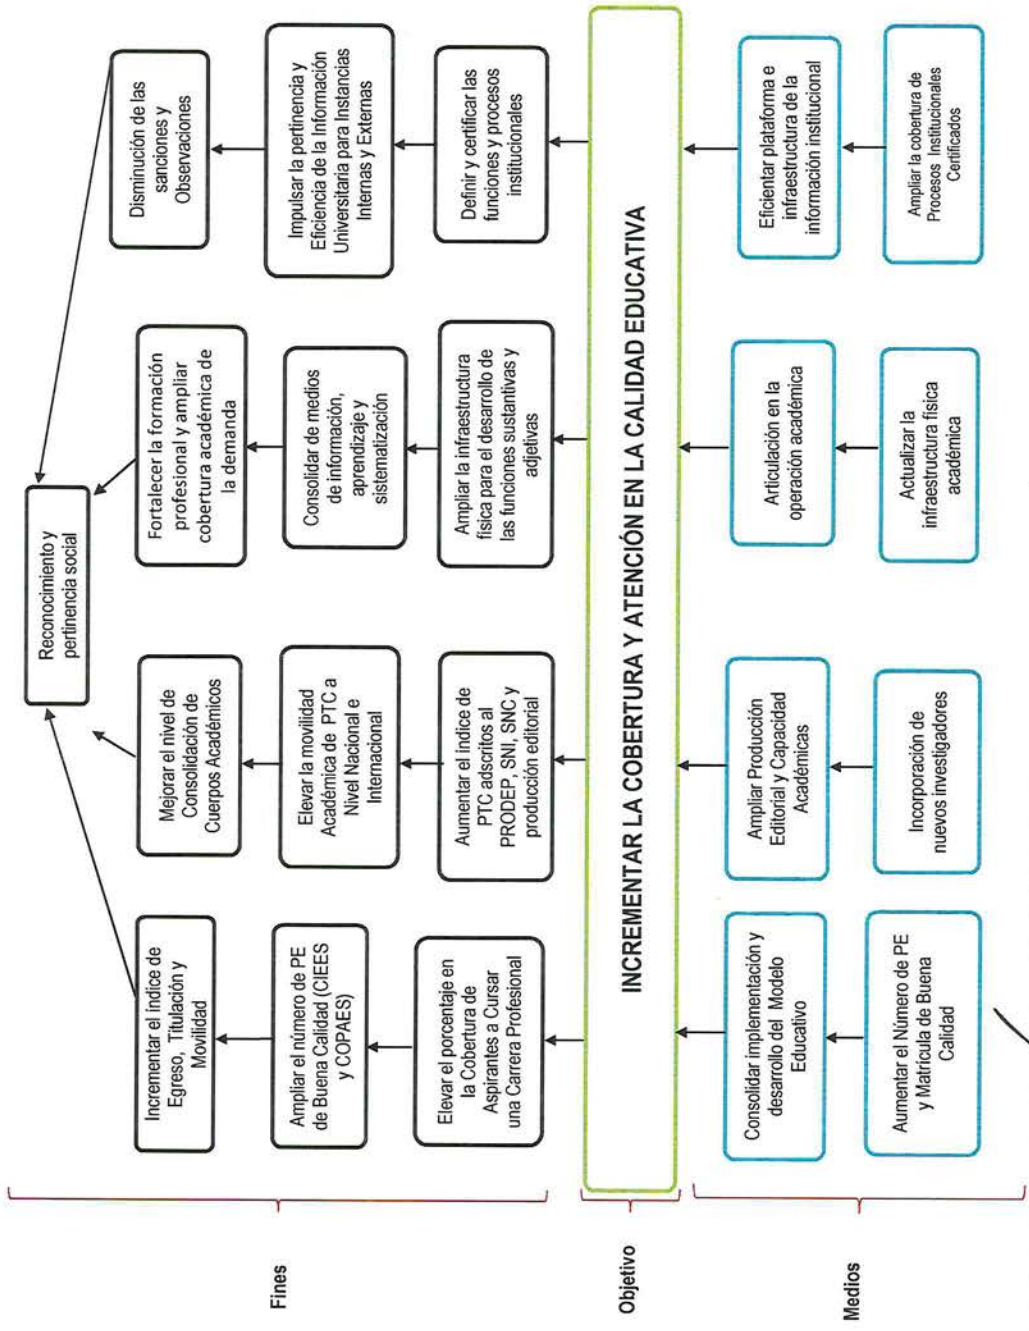 Reconocimiento y
pertinencia social
Incrementar el índice de
Egreso, Titulación y
Movilidad
Mejorar el nivel de
Consolidación de
Cuerpos Académicos
Fortalecer la formación
profesional y ampliar
cobertura académica de
la demanda
Disminución de las
sanciones y
Observaciones
Fines
Ampliar el número de PE
de Buena Calidad (CIEES
y COPAES)
Elevar la movilidad
Académica de PTC a
Nivel Nacional e
Internacional
Consolidar de medios
de información,
aprendizaje y
sistematización
Impulsar la pertinencia y
Eficiencia de la Información
Universitaria para Instancias
Internas y Externas
Elevar el porcentaje en
la Cobertura de
Aspirantes a Cursar
una Carrera Profesional
Aumentar el índice de
PTC adscritos al
PRODEP, SNI, SNC y
producción editorial
Ampliar la infraestructura
física para el desarrollo de
las funciones sustantivas y
adjetivas
Definir y certificar las
funciones y procesos
institucionales
Objetivo
INCREMENTAR LA COBERTURA Y ATENCIÓN EN LA CALIDAD EDUCATIVA
Consolidar implementación y
desarrollo del Modelo
Educativo
Ampliar Producción
Editorial y Capacidad
Académicas
Articulación en la
operación académica
Eficientar plataforma e
infraestructura de la
información institucional
Medios
Aumentar el Número de PE
y Matrícula de Buena
Calidad
Incorporación de
nuevos investigadores
Actualizar la
infraestructura física
académica
Ampliar la cobertura de
Procesos Institucionales
Certificados